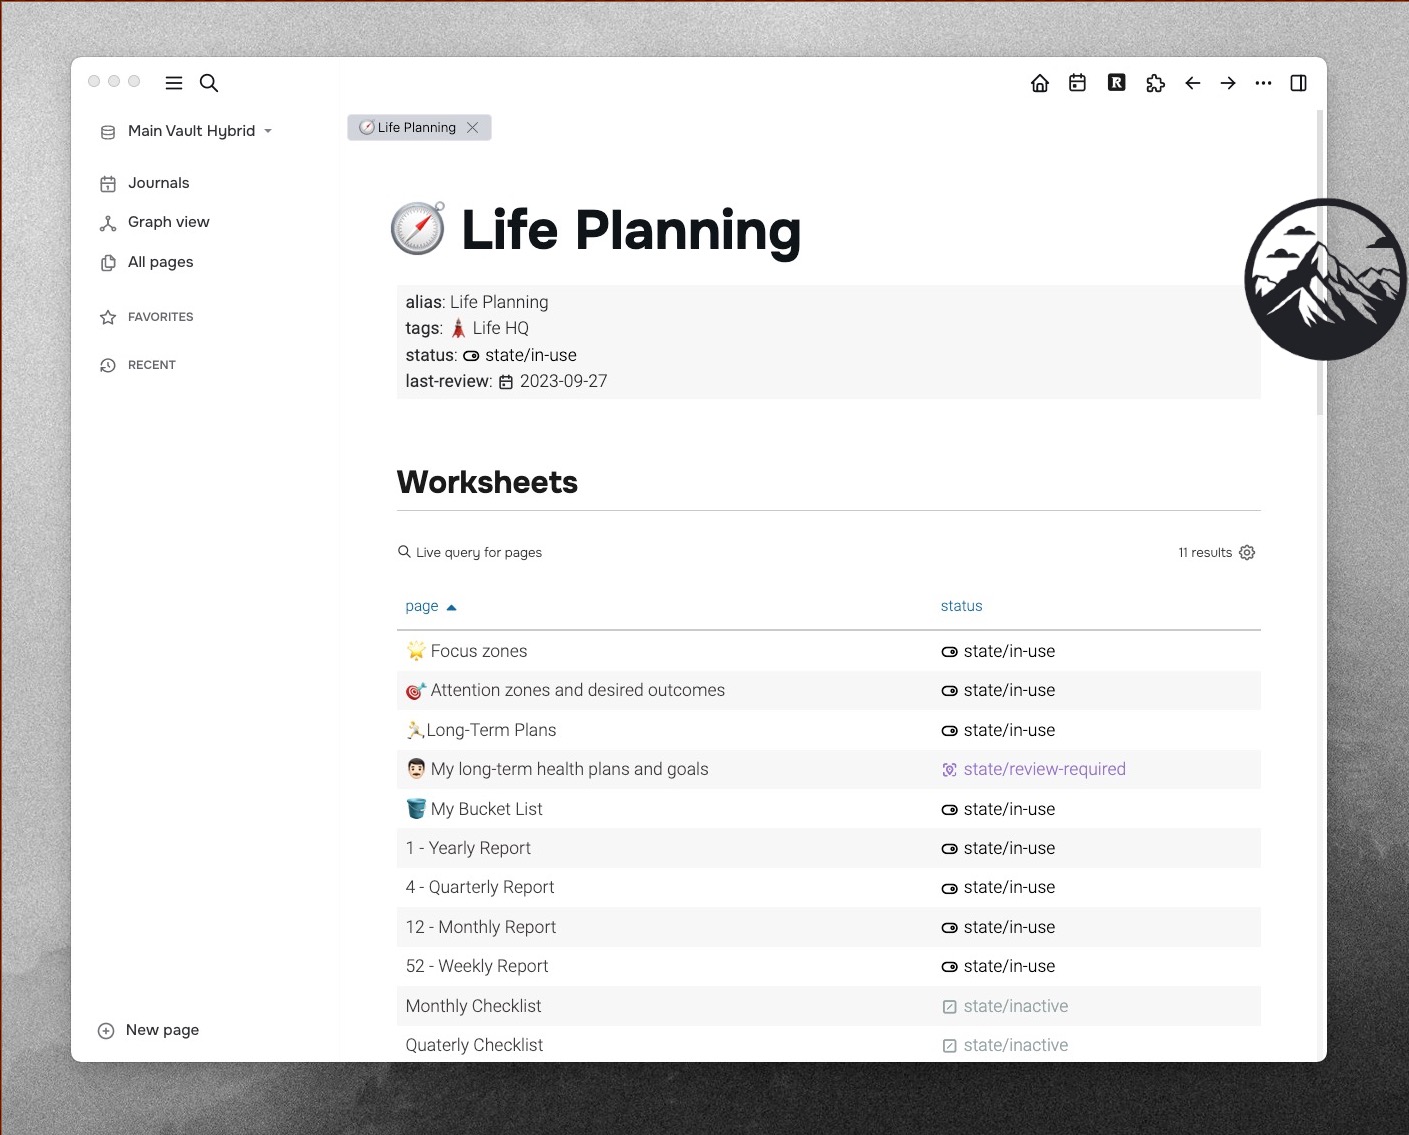 Main Vault Hybrid
Journals
Graph view
All pages
FAVORITES
RECENT
New page
Life Planning
Life Planning
alias: Life Planning
tags: Life HQ
status: state/in-use
last-review: 2023-09-27
Worksheets
Live query for pages 11 results
page status
Focus zones state/in-use
Attention zones and desired outcomes state/in-use
Long-Term Plans state/in-use
My long-term health plans and goals state/review-required
My Bucket List state/in-use
1 - Yearly Report state/in-use
4 - Quarterly Report state/in-use
12 - Monthly Report state/in-use
52 - Weekly Report state/in-use
Monthly Checklist state/inactive
Quaterly Checklist state/inactive